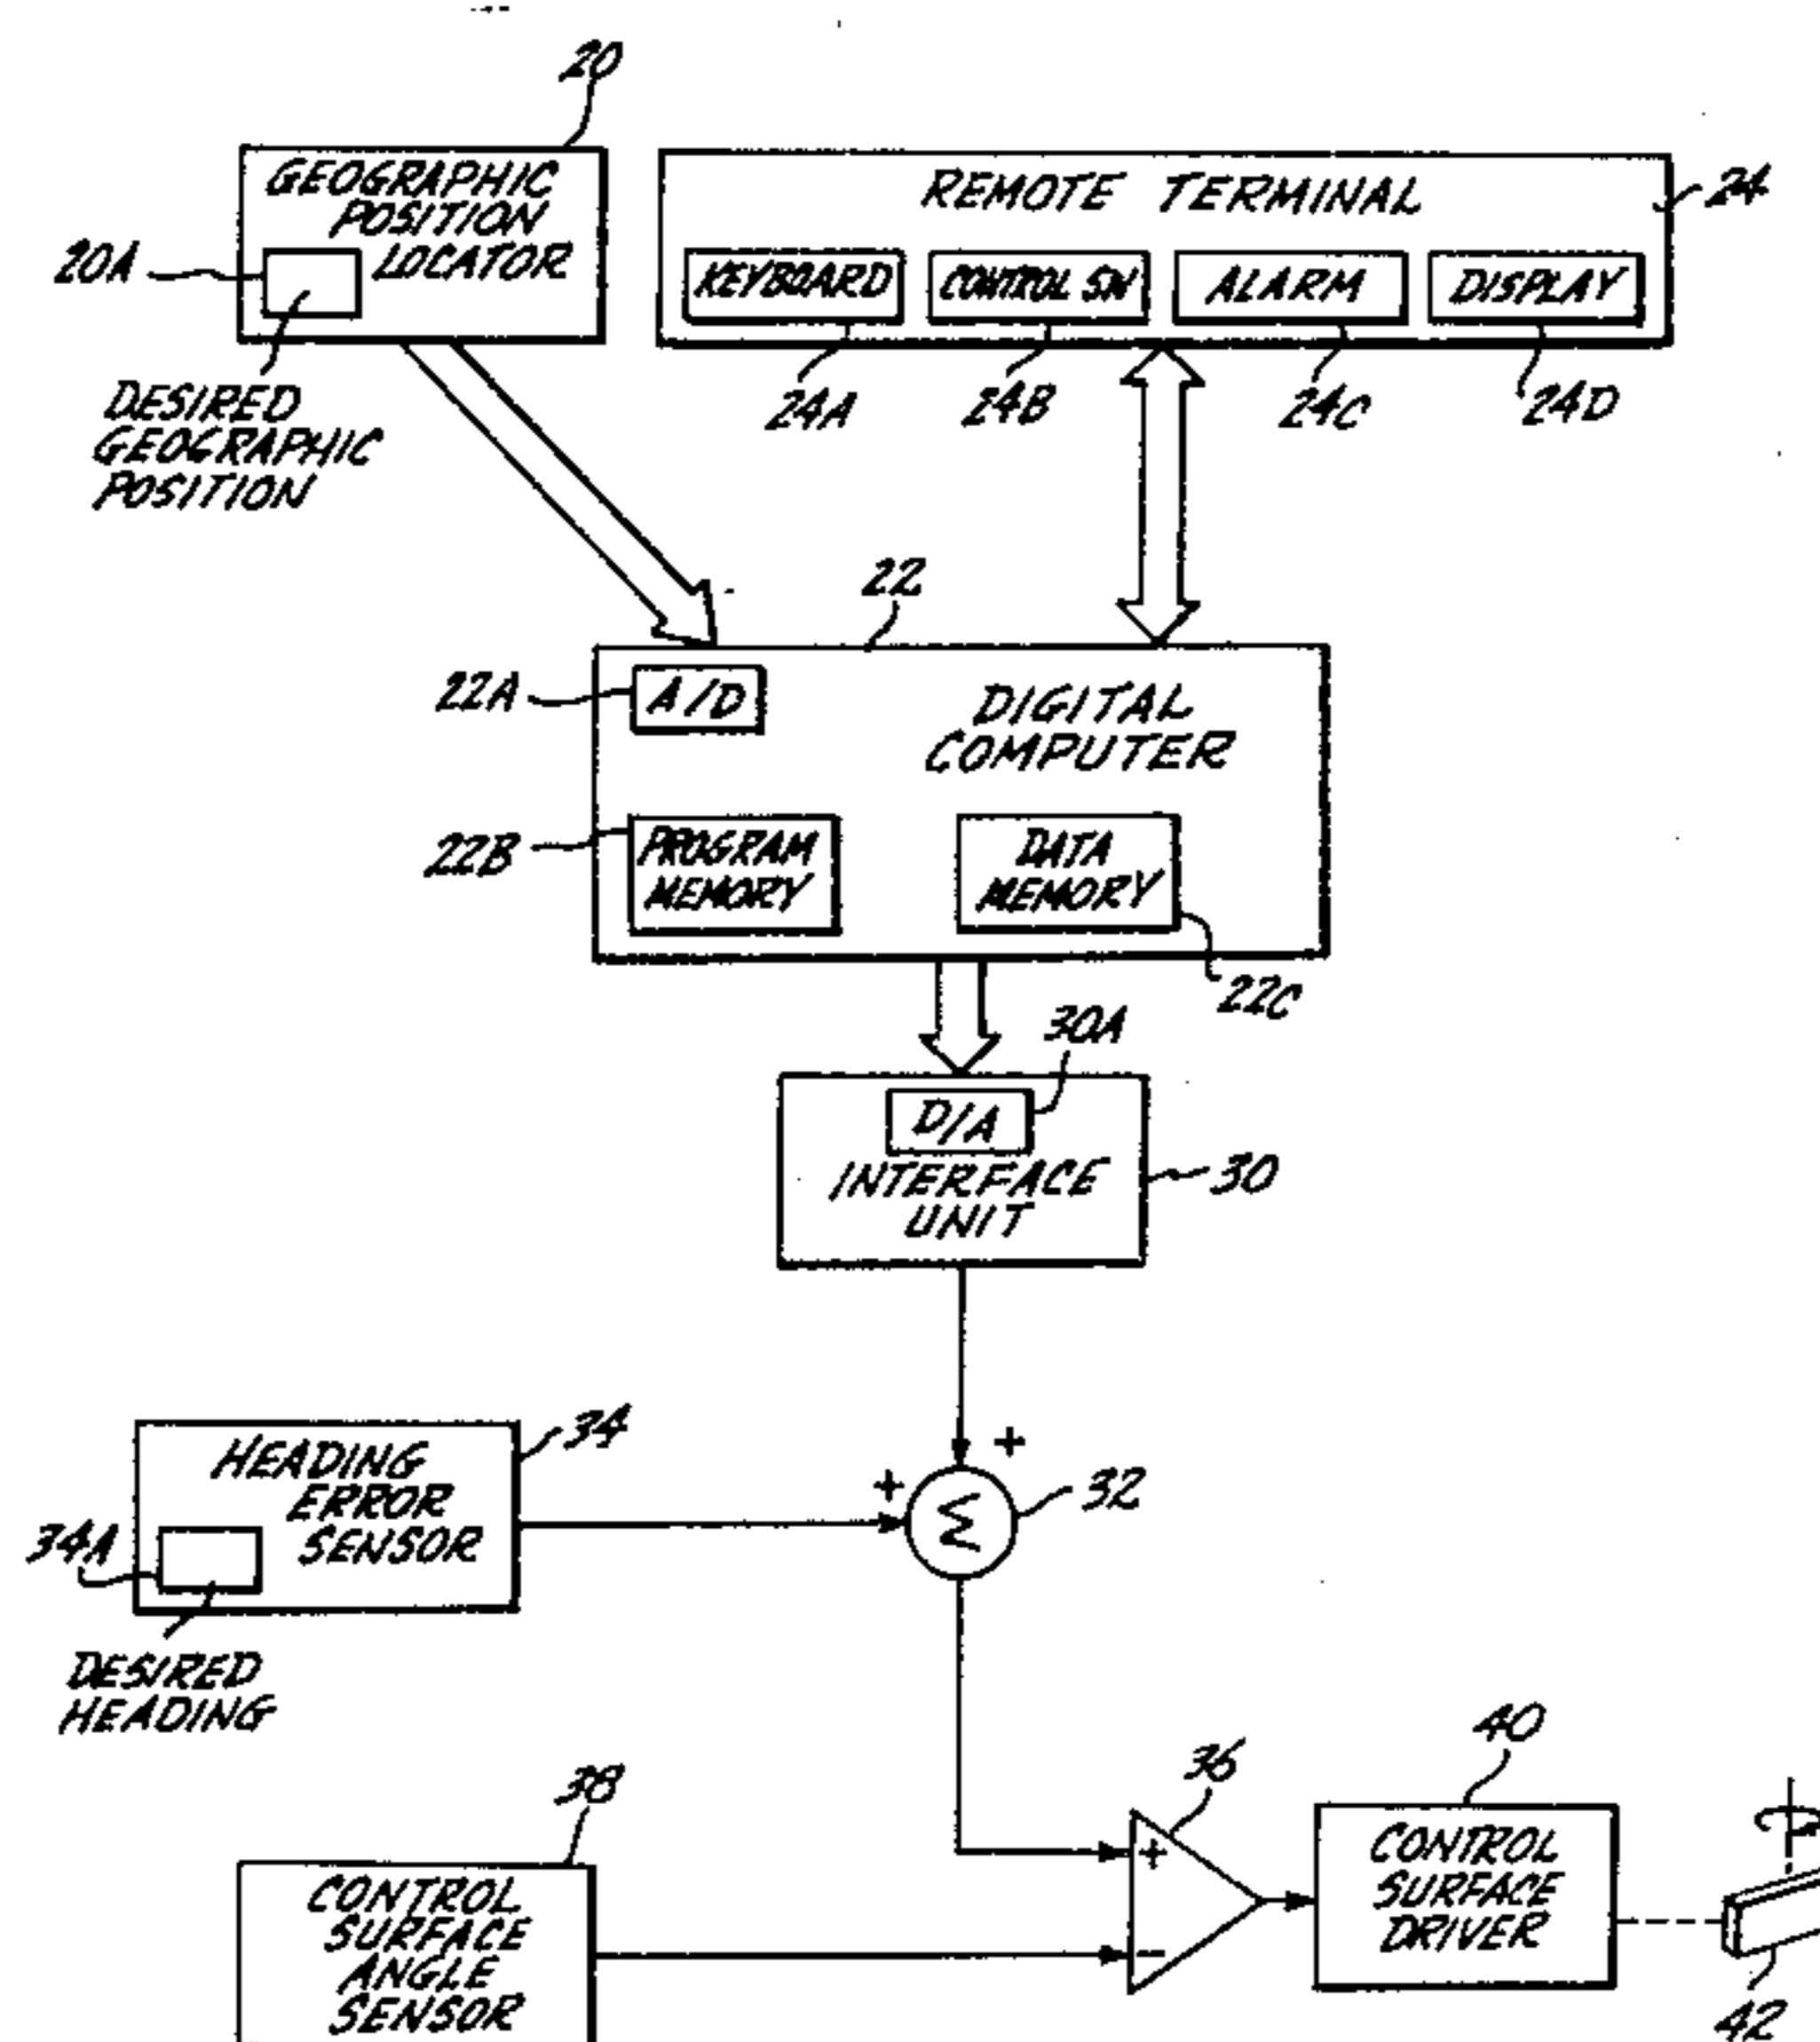 20
GEOGRAPHIC
POSITION
LOCATOR
20A
DESIRED
GEOGRAPHIC
POSITION
REMOTE TERMINAL
24
KEYBOARD
CONTROL SW
ALARM
DISPLAY
24A
24B
24C
24D
22
22A
A/D
DIGITAL
COMPUTER
22B
PROGRAM
MEMORY
DATA
MEMORY
22C
30A
D/A
INTERFACE
UNIT
30
34
HEADING
ERROR
SENSOR
34A
DESIRED
HEADING
+
+
Σ
32
38
CONTROL
SURFACE
ANGLE
SENSOR
36
+
-
40
CONTROL
SURFACE
DRIVER
42